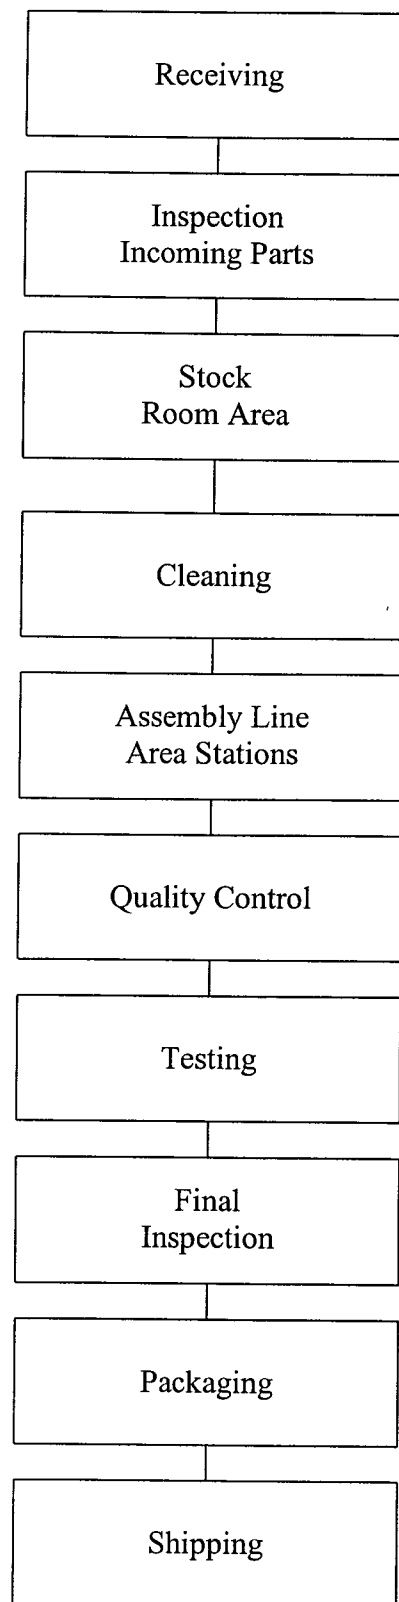 Receiving
Inspection
Incoming Parts
Stock
Room Area
Cleaning
Assembly Line
Area Stations
Quality Control
Testing
Final
Inspection
Packaging
Shipping